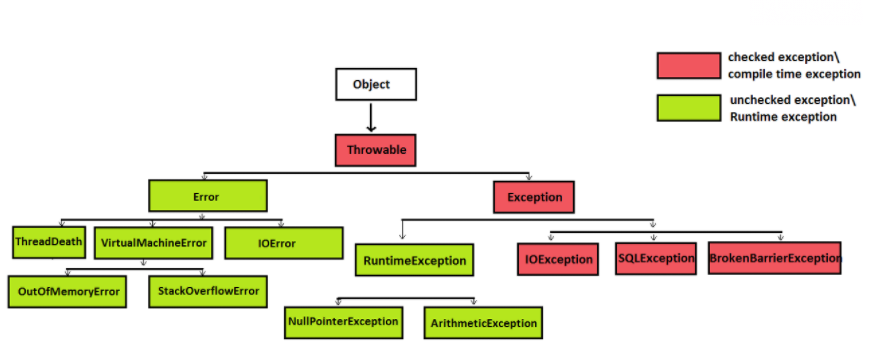 checked exception\
compile time exception
Object
unchecked exception\
Runtime exception
Throwable
Error
Exception
ThreadDeath
VirtualMachineError
IOError
RuntimeException
IOException
SQLException
BrokenBarrierException
OutOfMemoryError
StackOverflowError
NullPointerException
ArithmeticException